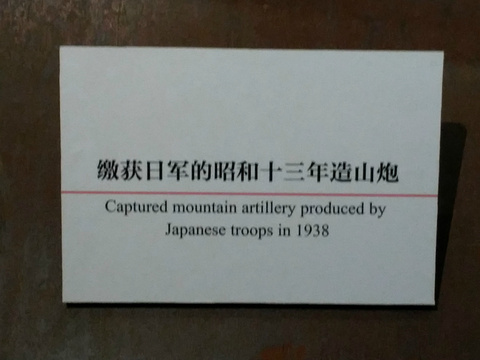 缴获日军的昭和十三年造山炮
Captured mountain artillery produced by
Japanese troops in 1938